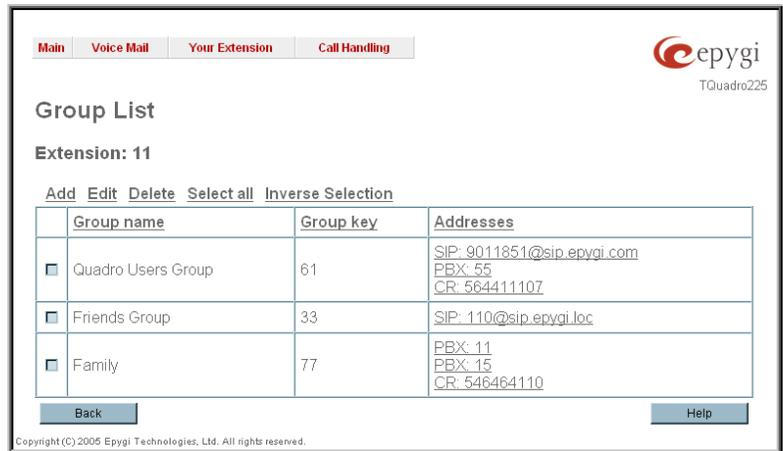 Main Voice Mail Your Extension Call Handling
epygi
TQuadro225
Group List
Extension: 11
Add Edit Delete Select all Inverse Selection
Group name Group key Addresses
Quadro Users Group 61 SIP: 9011851@sip.epygi.com
PBX: 55
CR: 564411107
Friends Group 33 SIP: 110@sip.epygi.loc
Family 77 PBX: 11
PBX: 15
CR: 546464110
Back Help
Copyright (C) 2005 Epygi Technologies, Ltd. All rights reserved.